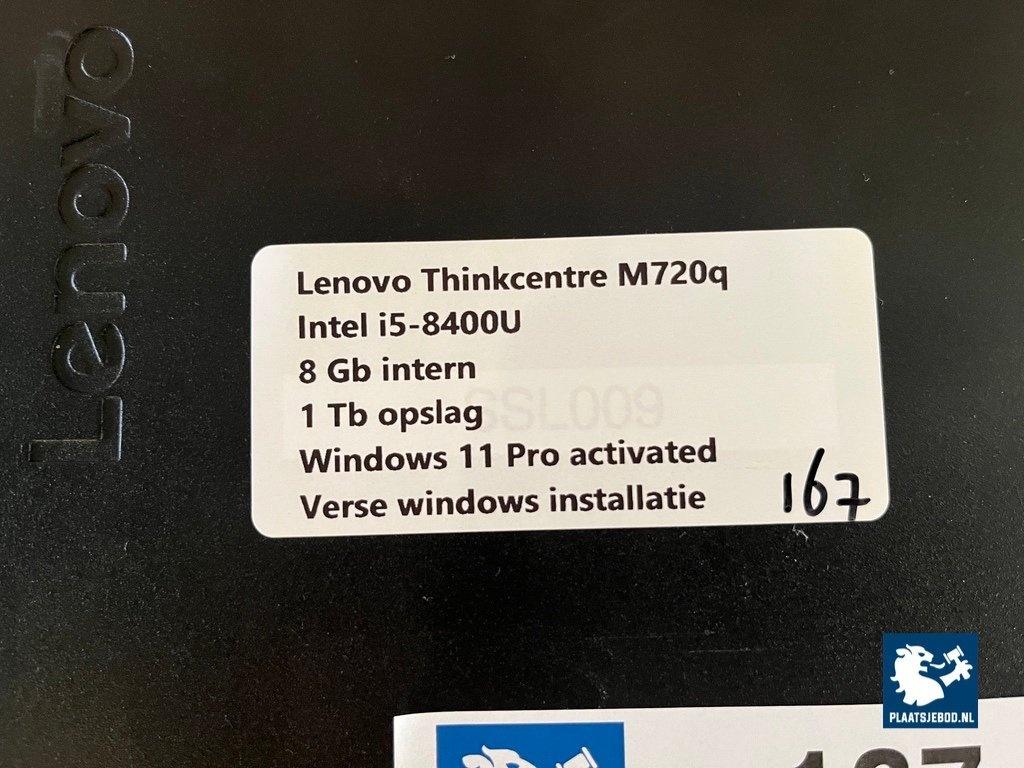 Lenovo
Lenovo Thinkcentre M720q
Intel i5-8400U
8 Gb intern
1 Tb opslag
SSL009
Windows 11 Pro activated
Verse windows installatie
167
PLAATSJEBOD.NL